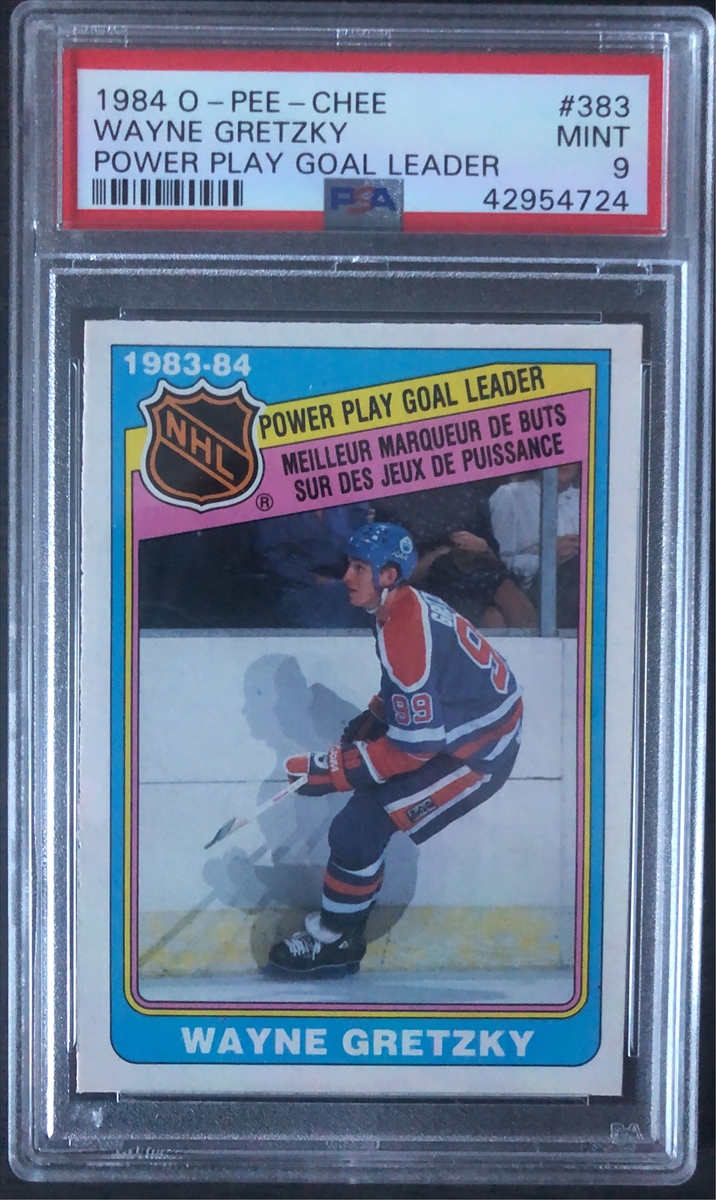 1984 O-PEE-CHEE #383
WAYNE GRETZKY MINT
POWER PLAY GOAL LEADER 9
PSA 42954724
1983-84
NHL
®
POWER PLAY GOAL LEADER
MEILLEUR MARQUEUR DE BUTS
SUR DES JEUX DE PUISSANCE
99
WAYNE GRETZKY